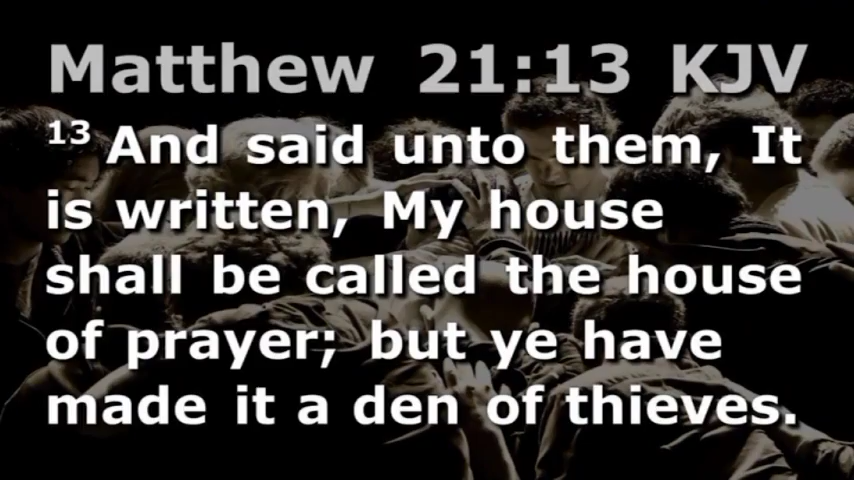 Matthew 21:13 KJV
13 And said unto them, It
is written, My house
shall be called the house
of prayer; but ye have
made it a den of thieves.